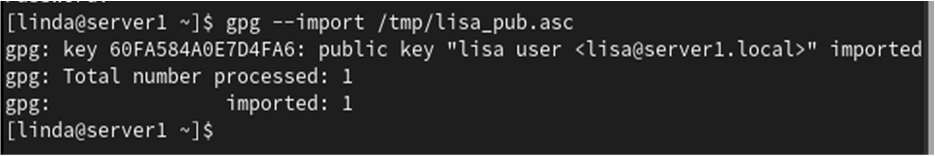 [linda@server1 ~]$ gpg --import /tmp/lisa_pub.asc
gpg: key 60FA584A0E7D4FA6: public key "lisa user <lisa@server1.local>" imported
gpg: Total number processed: 1
gpg:               imported: 1
[linda@server1 ~]$